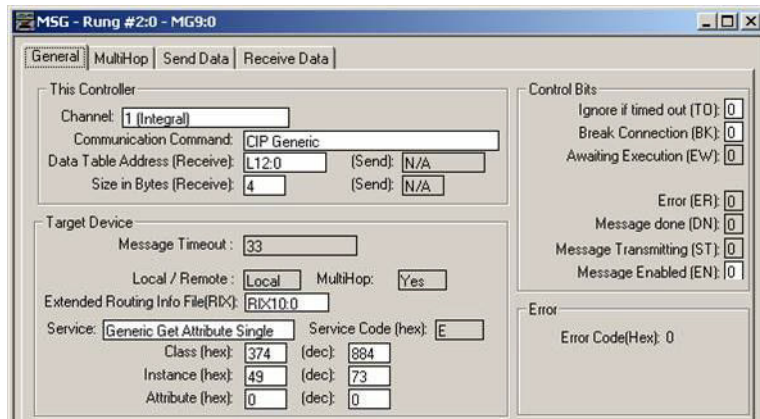 MSG - Rung #2:0 - MG9:0
General MultiHop Send Data Receive Data
This Controller
Channel: 1 (Integral)
Communication Command: CIP Generic
Data Table Address (Receive): L12:0 (Send): N/A
Size in Bytes (Receive): 4 (Send): N/A
Target Device
Message Timeout : 33
Local / Remote : Local MultiHop: Yes
Extended Routing Info File(RIX): RIX10:0
Service: Generic Get Attribute Single Service Code (hex): E
Class (hex): 374 (dec): 884
Instance (hex): 49 (dec): 73
Attribute (hex): 0 (dec): 0
Control Bits
Ignore if timed out (TO): 0
Break Connection (BK): 0
Awaiting Execution (EW): 0
Error (ER): 0
Message done (DN): 0
Message Transmitting (ST): 0
Message Enabled (EN): 0
Error
Error Code(Hex): 0